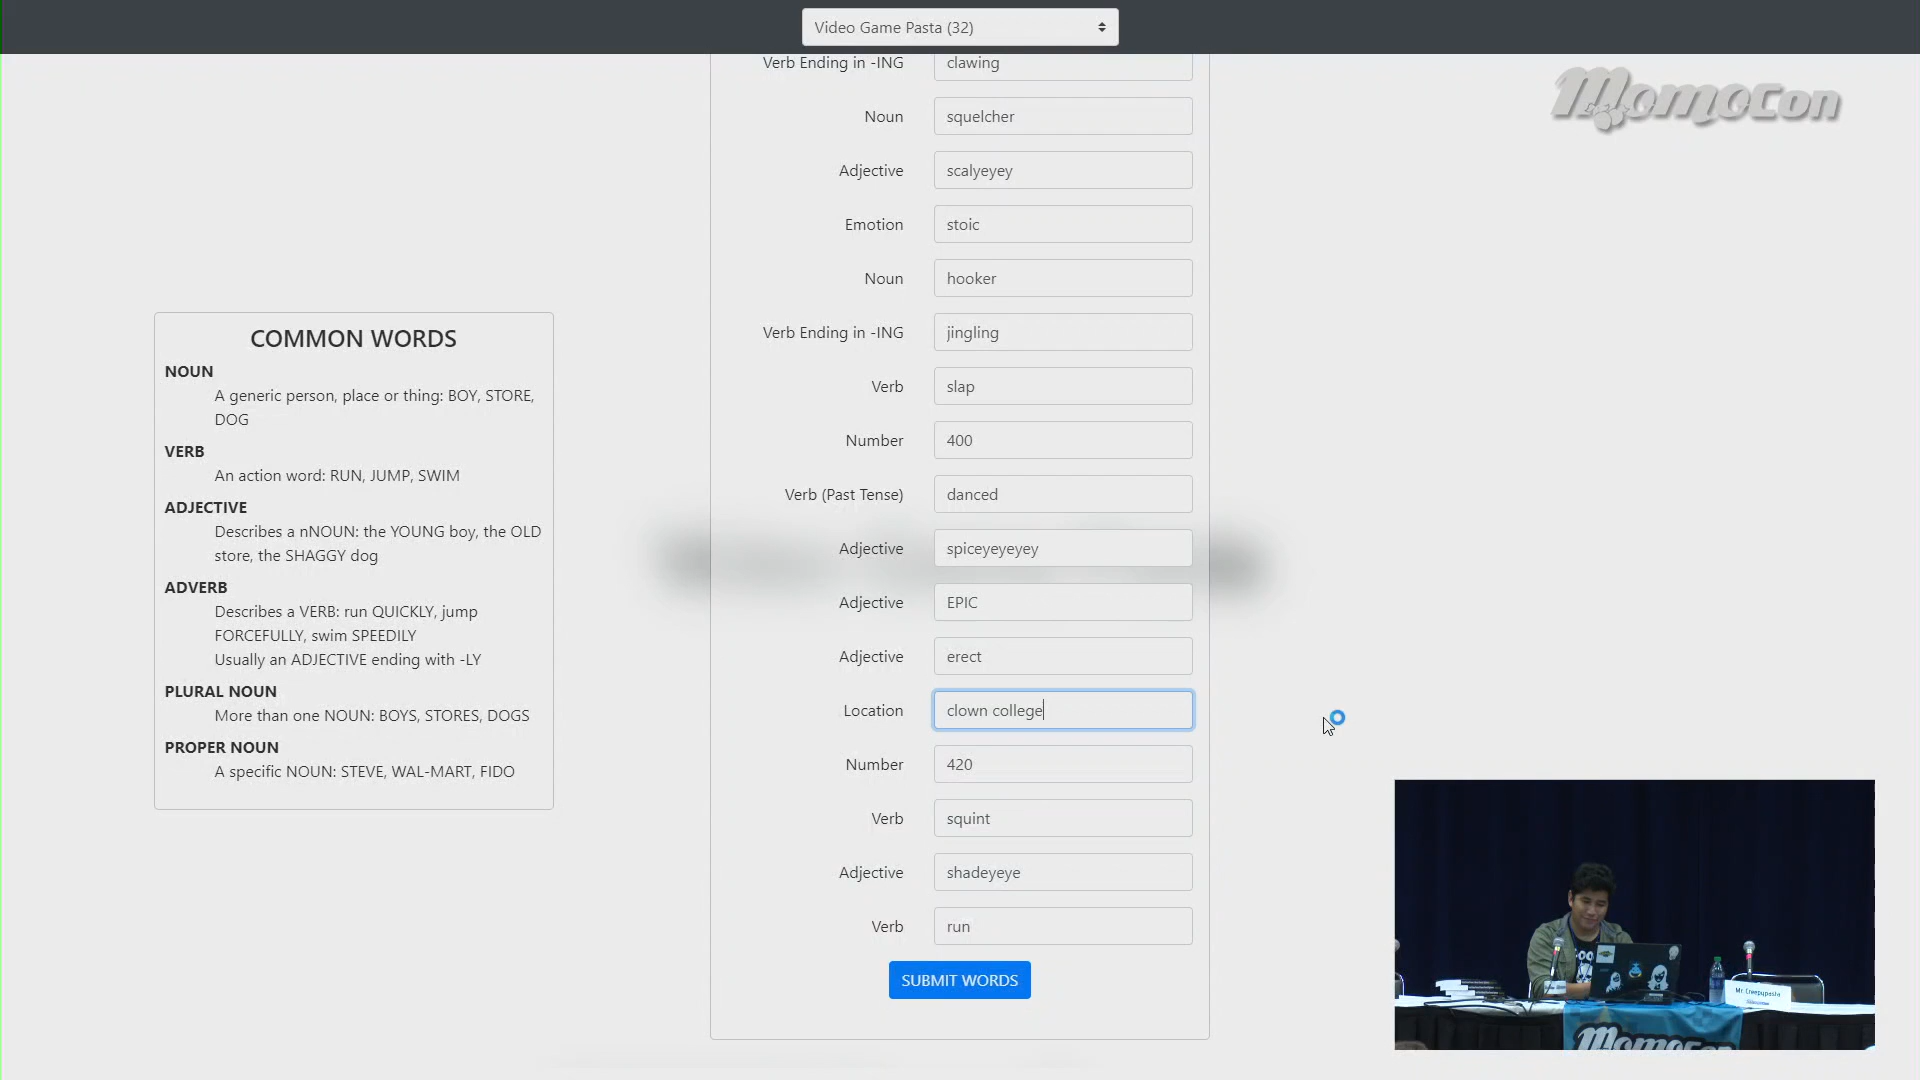 Video Game Pasta (32)
MomoCon
Verb Ending in -ING clawing
Noun squelcher
Adjective scalyeyey
Emotion stoic
Noun hooker
Verb Ending in -ING jingling
Verb slap
Number 400
Verb (Past Tense) danced
Adjective spiceyeyeyey
Adjective EPIC
Adjective erect
Location clown college
Number 420
Verb squint
Adjective shadeyeye
Verb run
SUBMIT WORDS
COMMON WORDS
NOUN
A generic person, place or thing: BOY, STORE,
DOG
VERB
An action word: RUN, JUMP, SWIM
ADJECTIVE
Describes a nNOUN: the YOUNG boy, the OLD
store, the SHAGGY dog
ADVERB
Describes a VERB: run QUICKLY, jump
FORCEFULLY, swim SPEEDILY
Usually an ADJECTIVE ending with -LY
PLURAL NOUN
More than one NOUN: BOYS, STORES, DOGS
PROPER NOUN
A specific NOUN: STEVE, WAL-MART, FIDO
Mr. Creepypasta
MomoCon